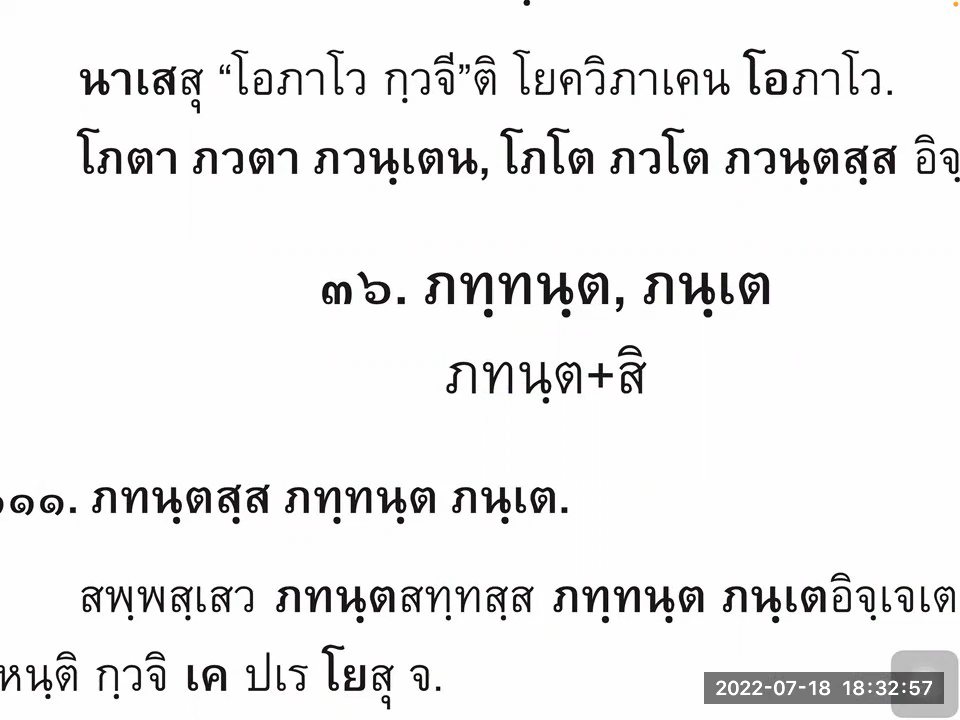 นาเสสุ “โอภาโว กฺวจี”ติ โยควิภาเคน โอภาโว.
โภตา ภวตา ภวนฺเตน, โภโต ภวโต ภวนฺตสฺส
๓๖. ภทฺทนฺต, ภนฺเต
ภทนฺต+สิ
๑๑. ภทนฺตสฺส ภทฺทนฺต ภนฺเต.
สพฺพสฺเสว ภทนฺตสทฺทสฺส ภทฺทนฺต ภนฺเตอิจฺเจเต
หนฺติ กฺวจิ เค ปเร โยสุ จ.
2022-07-18 18:32:57